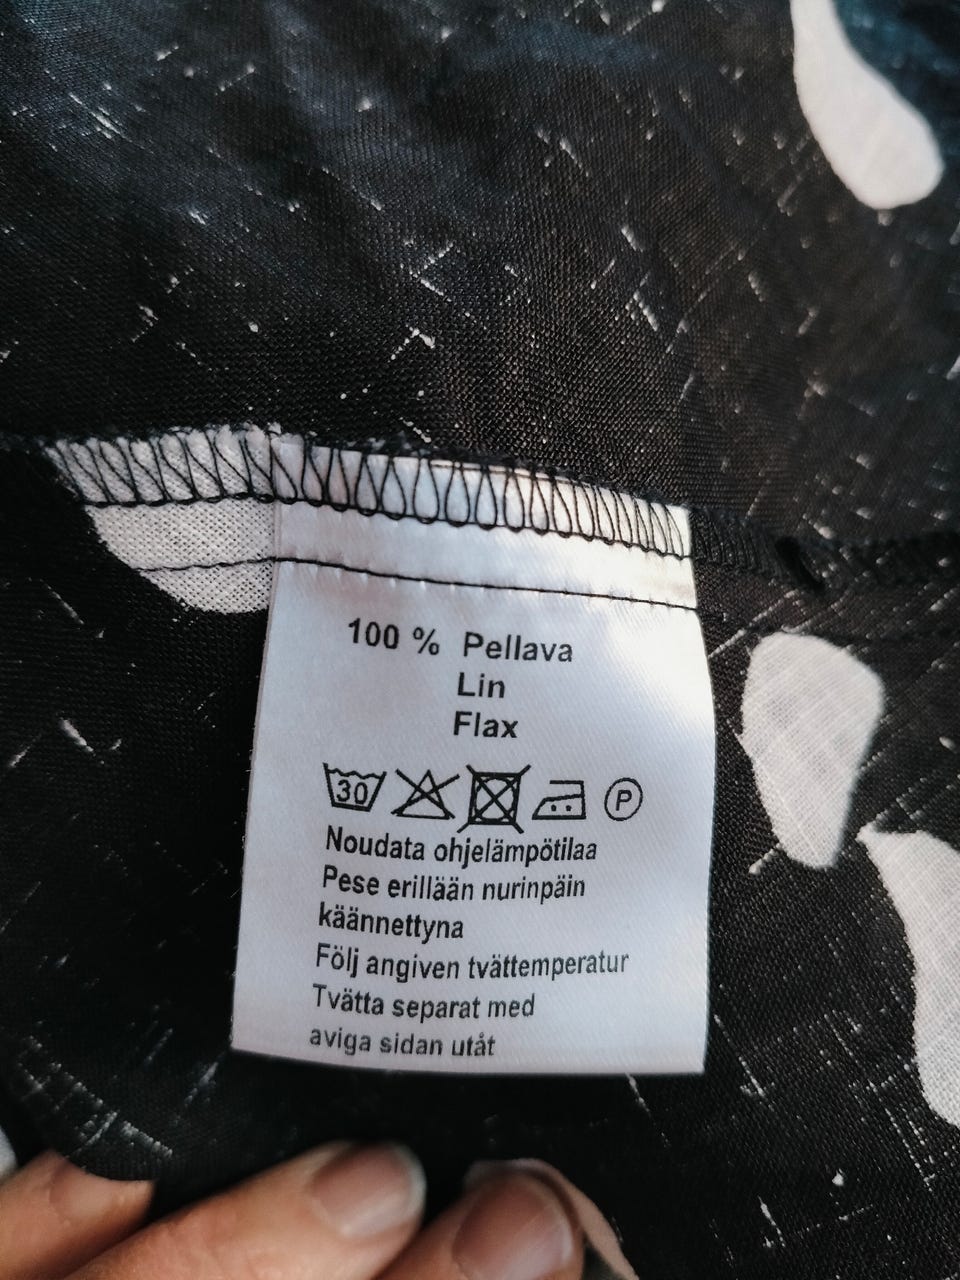 100 % Pellava
Lin
Flax
30 P
Noudata ohjelämpötilaa
Pese erillään nurinpäin
käännettyna
Följ angiven tvättemperatur
Tvätta separat med
aviga sidan utåt